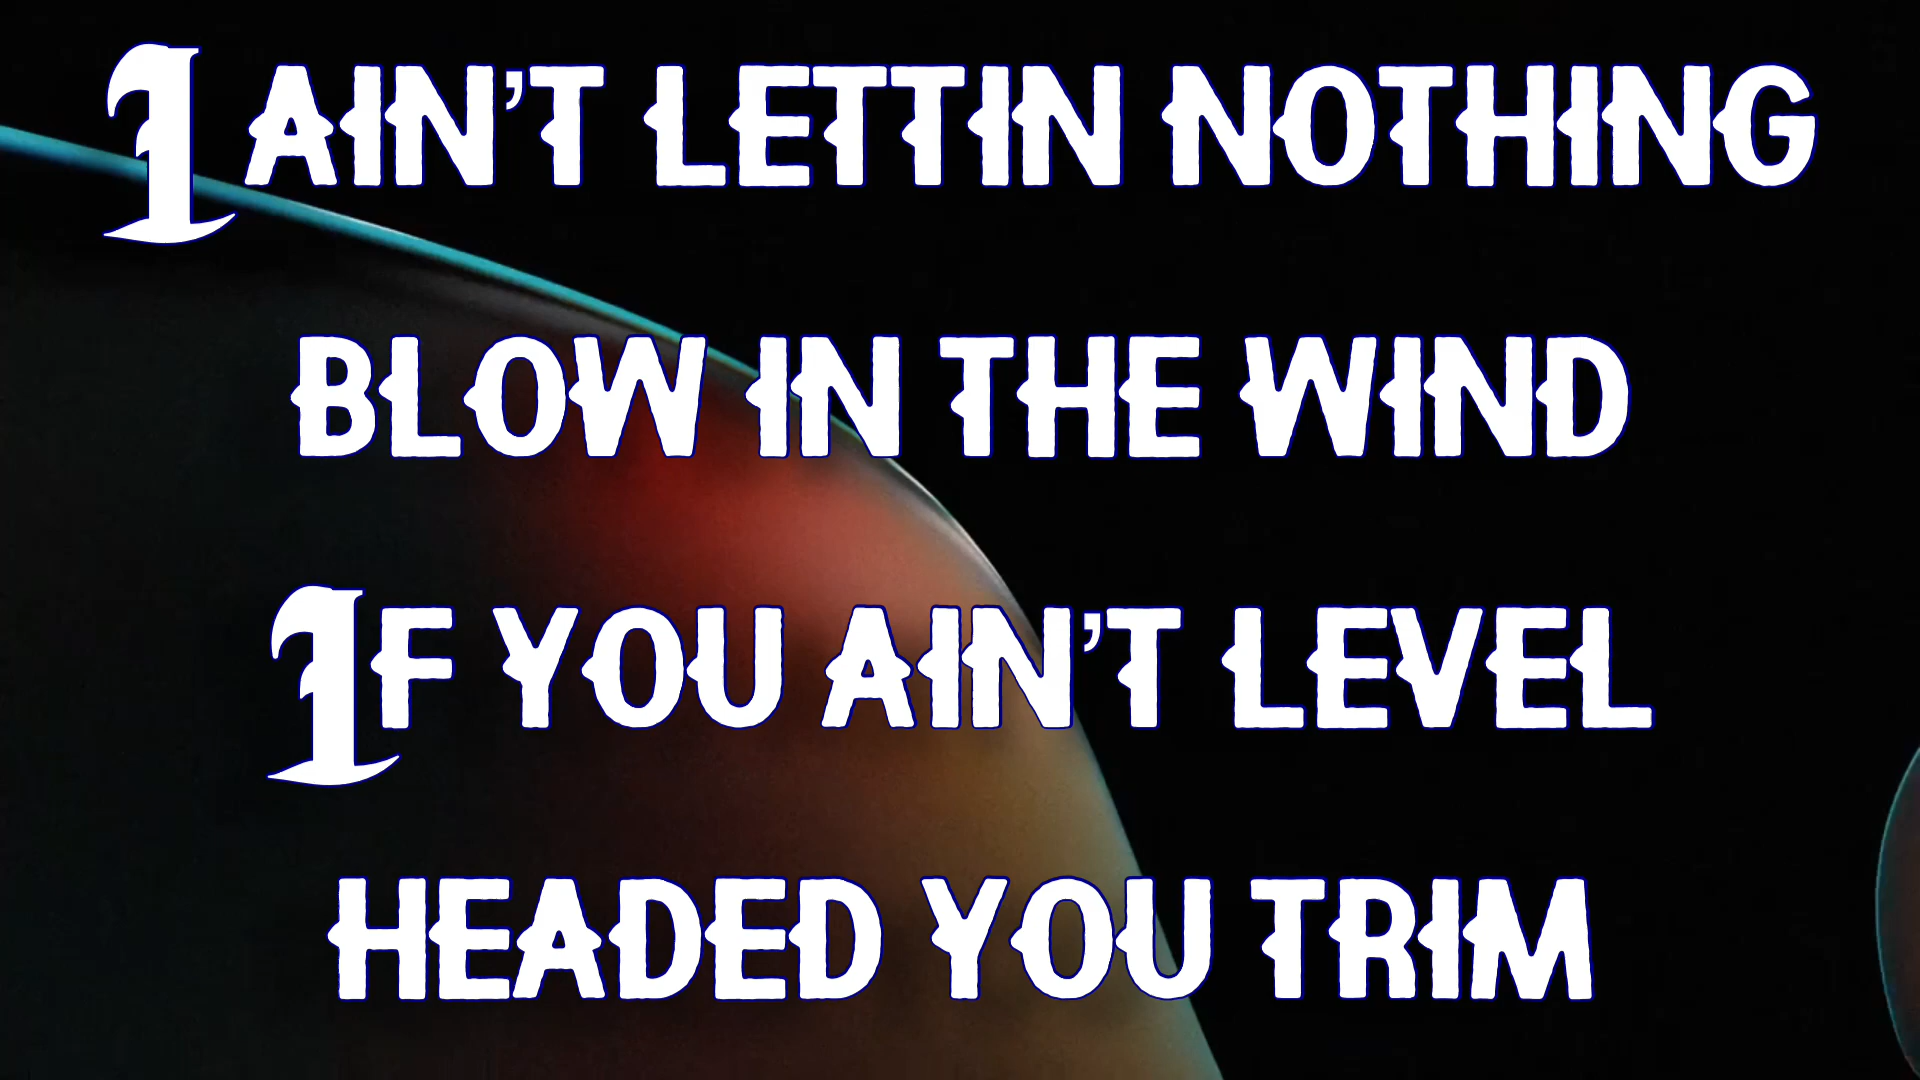 I AIN'T LETTIN NOTHING
BLOW IN THE WIND
IF YOU AIN'T LEVEL
HEADED YOU TRIM